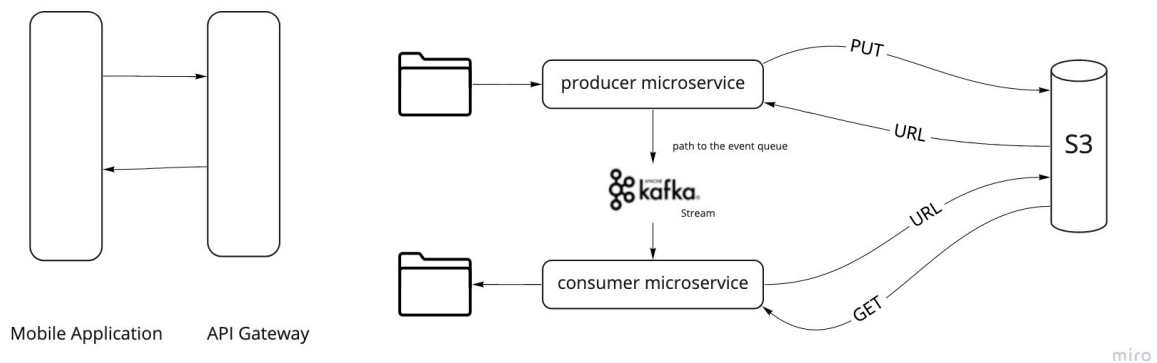 PUT
producer microservice
URL
S3
path to the event queue
APACHE
kafka
Stream
URL
consumer microservice
GET
Mobile Application
API Gateway
miro